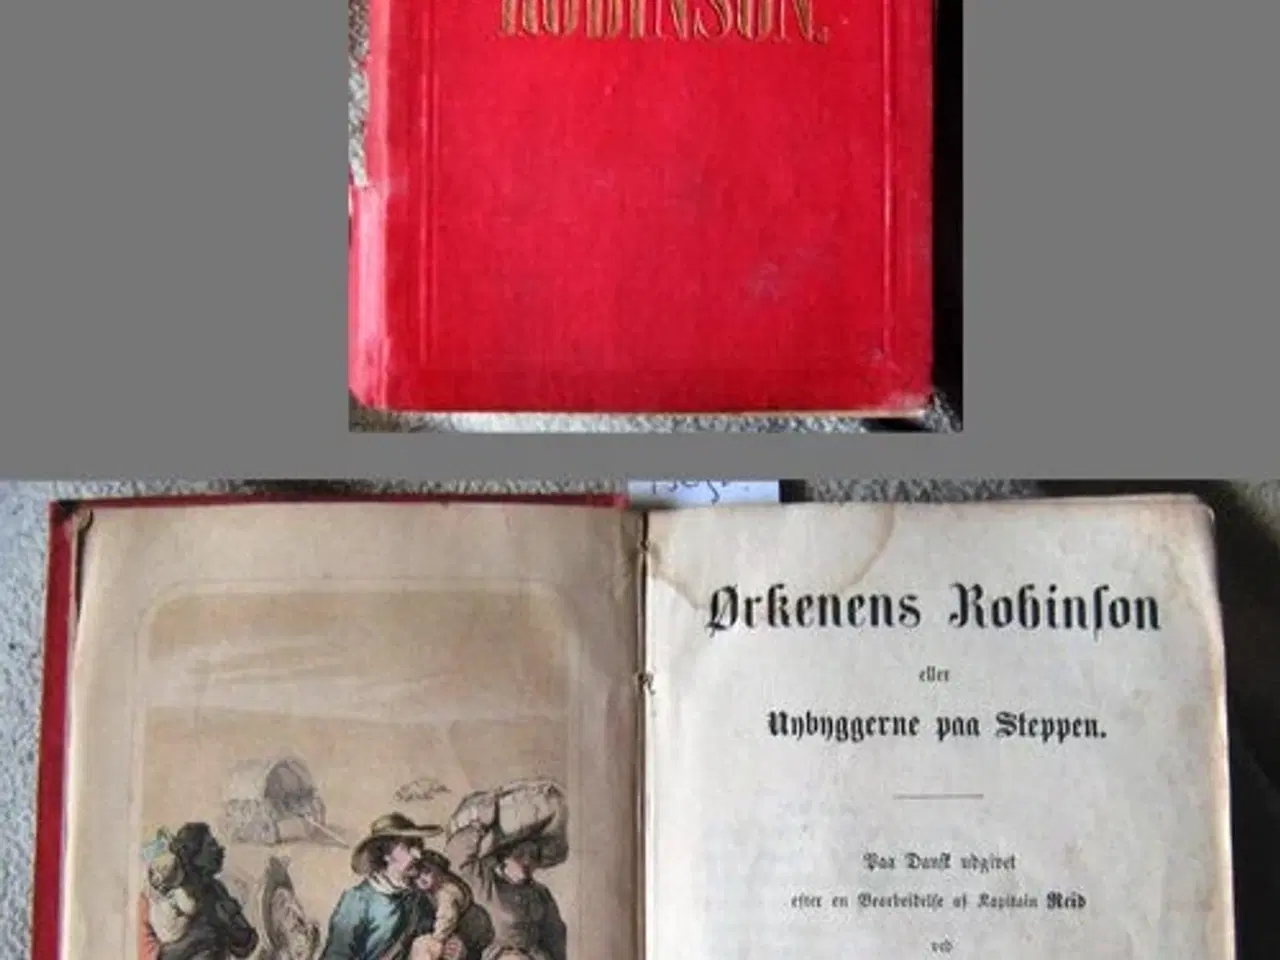 ROBINSON.
Ørkenens Robinſon
eller
Nybyggerne paa Steppen.
Paa Danſk udgivet
efter en Bearbeidelſe af Kapitain Reid
ved